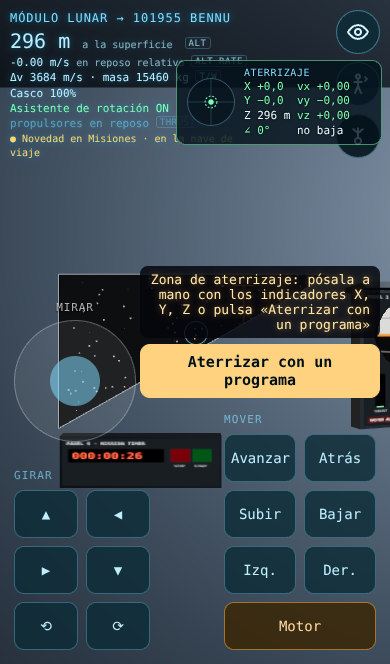 MÓDULO LUNAR → 101955 BENNU
296 m a la superficie ALT
-0.00 m/s en reposo relativo ALT RATE
Δv 3684 m/s · masa 15460 kg
Casco 100%
Asistente de rotación ON
propulsores en reposo
● Novedad en Misiones · en la nave de
viaje
ATERRIZAJE
X +0,0 vx +0,00
Y −0,0 vy −0,00
Z 296 m vz +0,00
∠ 0° no baja
Zona de aterrizaje: pósala a
mano con los indicadores X,
Y, Z o pulsa «Aterrizar con
un programa»
Aterrizar con un
programa
MIRAR
000:00:26
MOVER
Avanzar Atrás
Subir Bajar
Izq. Der.
Motor
GIRAR
▲ ◀
▶ ▼
⟲ ⟳